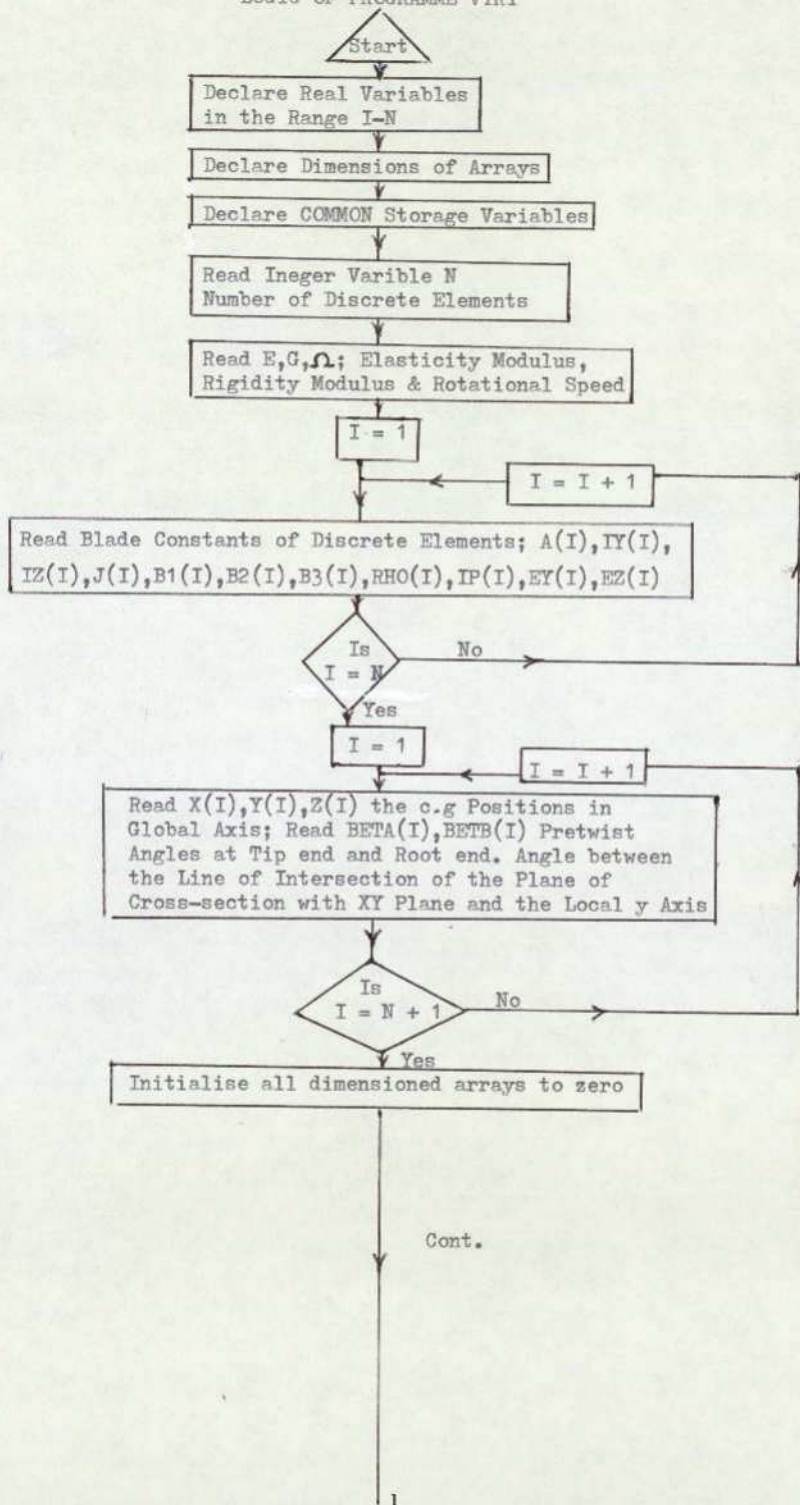 LOGIC OF PROGRAMME
Start
Declare Real Variables
in the Range I-N
Declare Dimensions of Arrays
Declare COMMON Storage Variables
Read Ineger Varible N
Number of Discrete Elements
Read E,G,Ω; Elasticity Modulus,
Rigidity Modulus & Rotational Speed
I = 1
I = I + 1
Read Blade Constants of Discrete Elements; A(I),IY(I),
IZ(I),J(I),B1(I),B2(I),B3(I),RHO(I),IP(I),EY(I),EZ(I)
Is
I = N
No
Yes
I = 1
I = I + 1
Read X(I),Y(I),Z(I) the c.g Positions in
Global Axis; Read BETA(I),BETB(I) Pretwist
Angles at Tip end and Root end. Angle between
the Line of Intersection of the Plane of
Cross-section with XY Plane and the Local y Axis
Is
I = N + 1
No
Yes
Initialise all dimensioned arrays to zero
Cont.
1